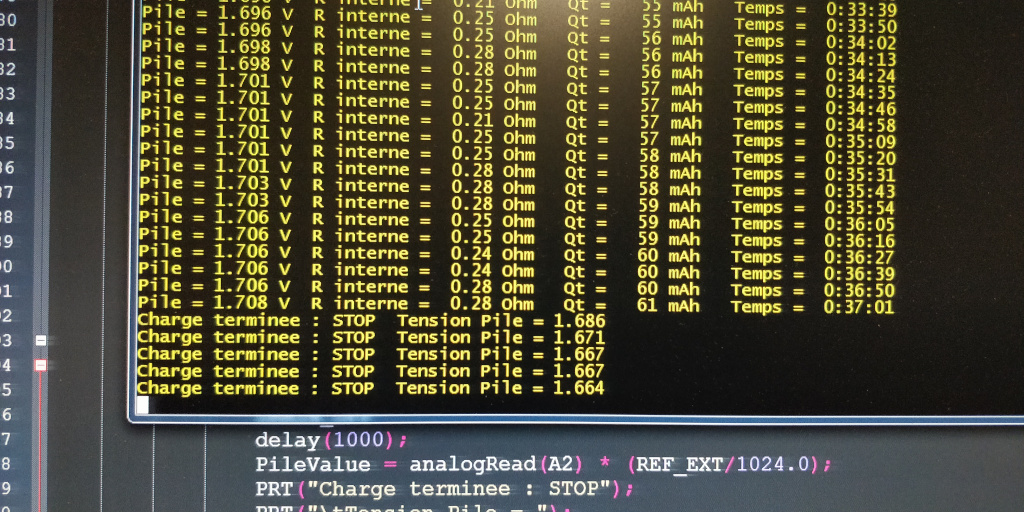 Pile = 1.696 V R interne = 0.21 Ohm Qt = 55 mAh Temps = 0:33:39
Pile = 1.696 V R interne = 0.25 Ohm Qt = 55 mAh Temps = 0:33:50
Pile = 1.696 V R interne = 0.25 Ohm Qt = 56 mAh Temps = 0:34:02
Pile = 1.698 V R interne = 0.28 Ohm Qt = 56 mAh Temps = 0:34:13
Pile = 1.698 V R interne = 0.28 Ohm Qt = 56 mAh Temps = 0:34:24
Pile = 1.701 V R interne = 0.25 Ohm Qt = 57 mAh Temps = 0:34:35
Pile = 1.701 V R interne = 0.25 Ohm Qt = 57 mAh Temps = 0:34:46
Pile = 1.701 V R interne = 0.21 Ohm Qt = 57 mAh Temps = 0:34:58
Pile = 1.701 V R interne = 0.25 Ohm Qt = 57 mAh Temps = 0:35:09
Pile = 1.701 V R interne = 0.25 Ohm Qt = 58 mAh Temps = 0:35:20
Pile = 1.701 V R interne = 0.28 Ohm Qt = 58 mAh Temps = 0:35:31
Pile = 1.703 V R interne = 0.28 Ohm Qt = 58 mAh Temps = 0:35:43
Pile = 1.703 V R interne = 0.28 Ohm Qt = 59 mAh Temps = 0:35:54
Pile = 1.706 V R interne = 0.25 Ohm Qt = 59 mAh Temps = 0:36:05
Pile = 1.706 V R interne = 0.25 Ohm Qt = 59 mAh Temps = 0:36:16
Pile = 1.706 V R interne = 0.24 Ohm Qt = 60 mAh Temps = 0:36:27
Pile = 1.706 V R interne = 0.24 Ohm Qt = 60 mAh Temps = 0:36:39
Pile = 1.706 V R interne = 0.28 Ohm Qt = 60 mAh Temps = 0:36:50
Pile = 1.708 V R interne = 0.28 Ohm Qt = 61 mAh Temps = 0:37:01
Charge terminee : STOP Tension Pile = 1.686
Charge terminee : STOP Tension Pile = 1.671
Charge terminee : STOP Tension Pile = 1.667
Charge terminee : STOP Tension Pile = 1.667
Charge terminee : STOP Tension Pile = 1.664
delay(1000);
PileValue = analogRead(A2) * (REF_EXT/1024.0);
PRT("Charge terminee : STOP");
PRT("\tTension Pile = ");